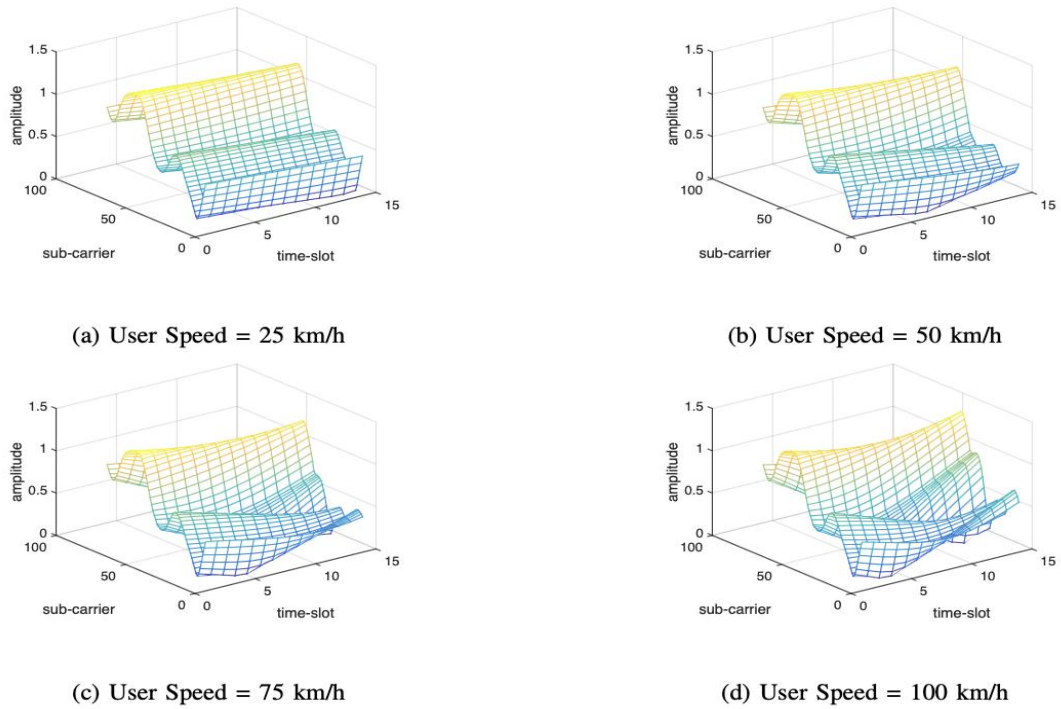 1.5
1
0.5
0
amplitude
100
50
0
sub-carrier
0
5
10
15
time-slot
(a) User Speed = 25 km/h
1.5
1
0.5
0
amplitude
100
50
0
sub-carrier
0
5
10
15
time-slot
(b) User Speed = 50 km/h
1.5
1
0.5
0
amplitude
100
50
0
sub-carrier
0
5
10
15
time-slot
(c) User Speed = 75 km/h
1.5
1
0.5
0
amplitude
100
50
0
sub-carrier
0
5
10
15
time-slot
(d) User Speed = 100 km/h